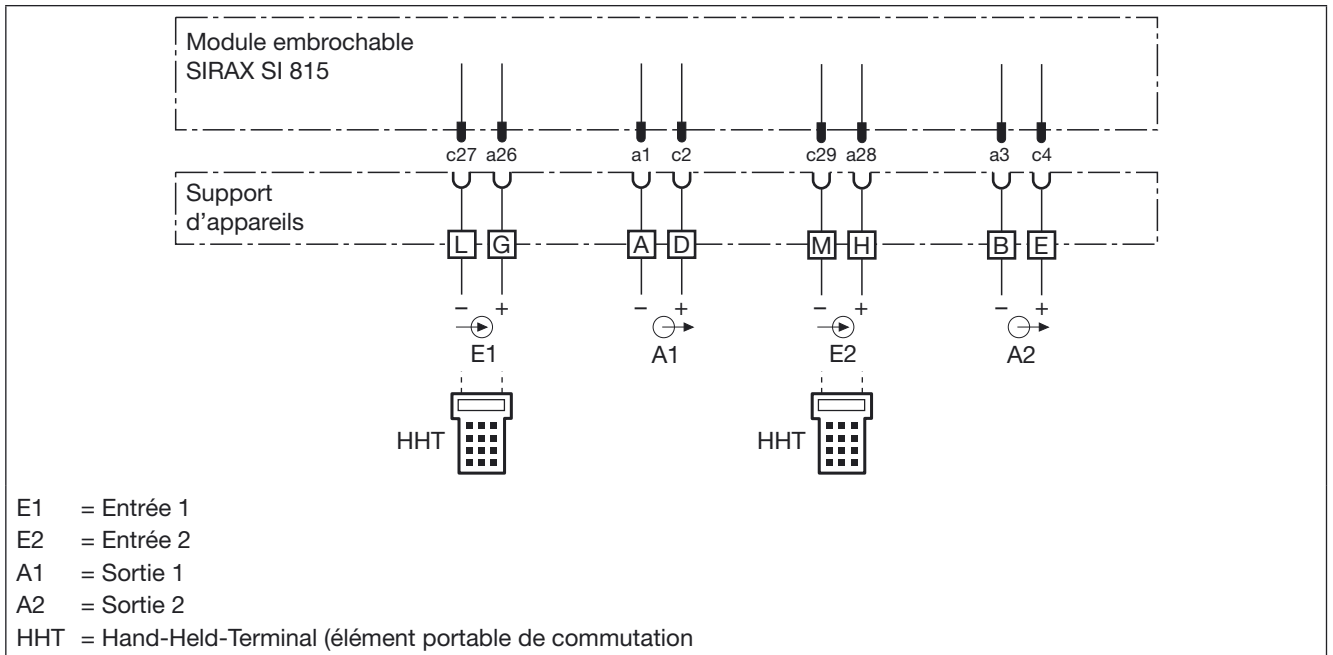 Module embrochable
SIRAX SI 815
c27 a26 a1 c2 c29 a28 a3 c4
Support
d'appareils
L G A D M H B E
– + – + – + – +
E1 A1 E2 A2
HHT HHT
E1 = Entrée 1
E2 = Entrée 2
A1 = Sortie 1
A2 = Sortie 2
HHT = Hand-Held-Terminal (élément portable de commutation